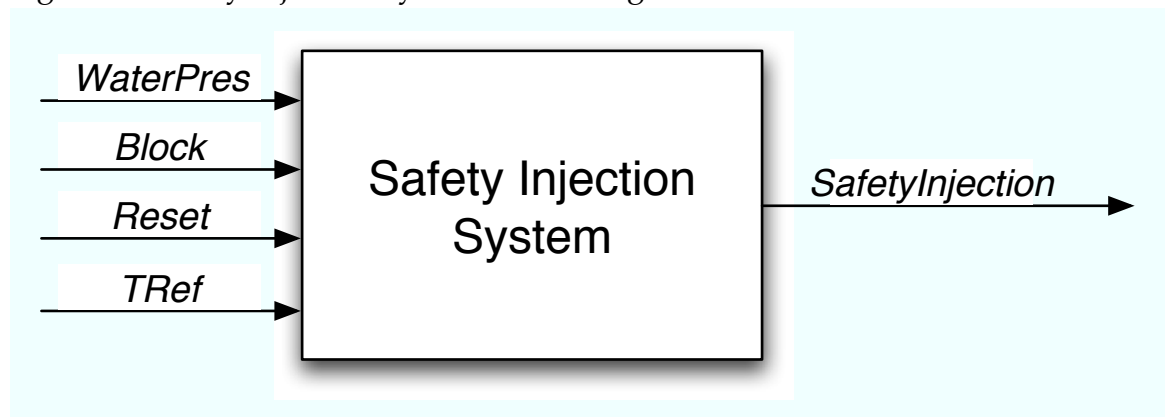 WaterPres
Block
Reset
TRef
Safety Injection
System
SafetyInjection